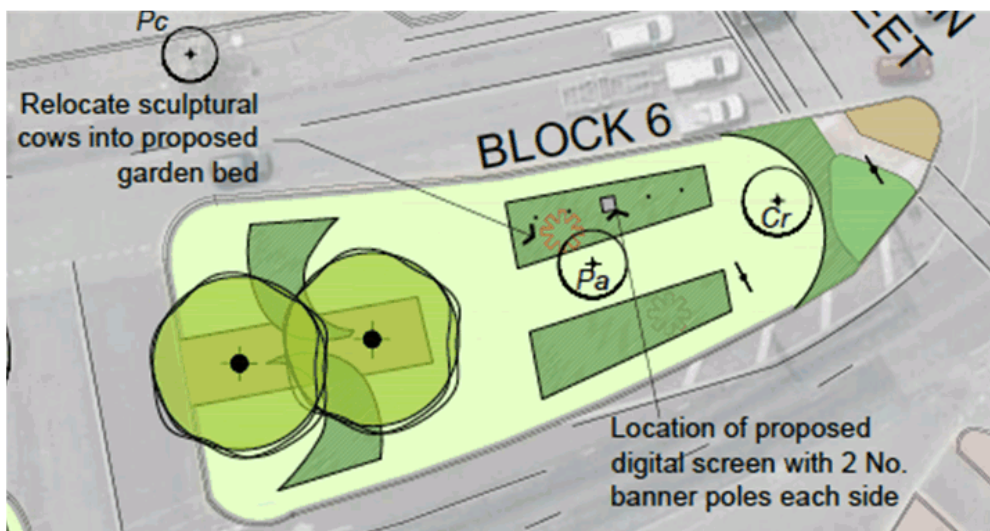 Pc
Relocate sculptural
cows into proposed
garden bed
BLOCK 6
Cr
Pa
Location of proposed
digital screen with 2 No.
banner poles each side